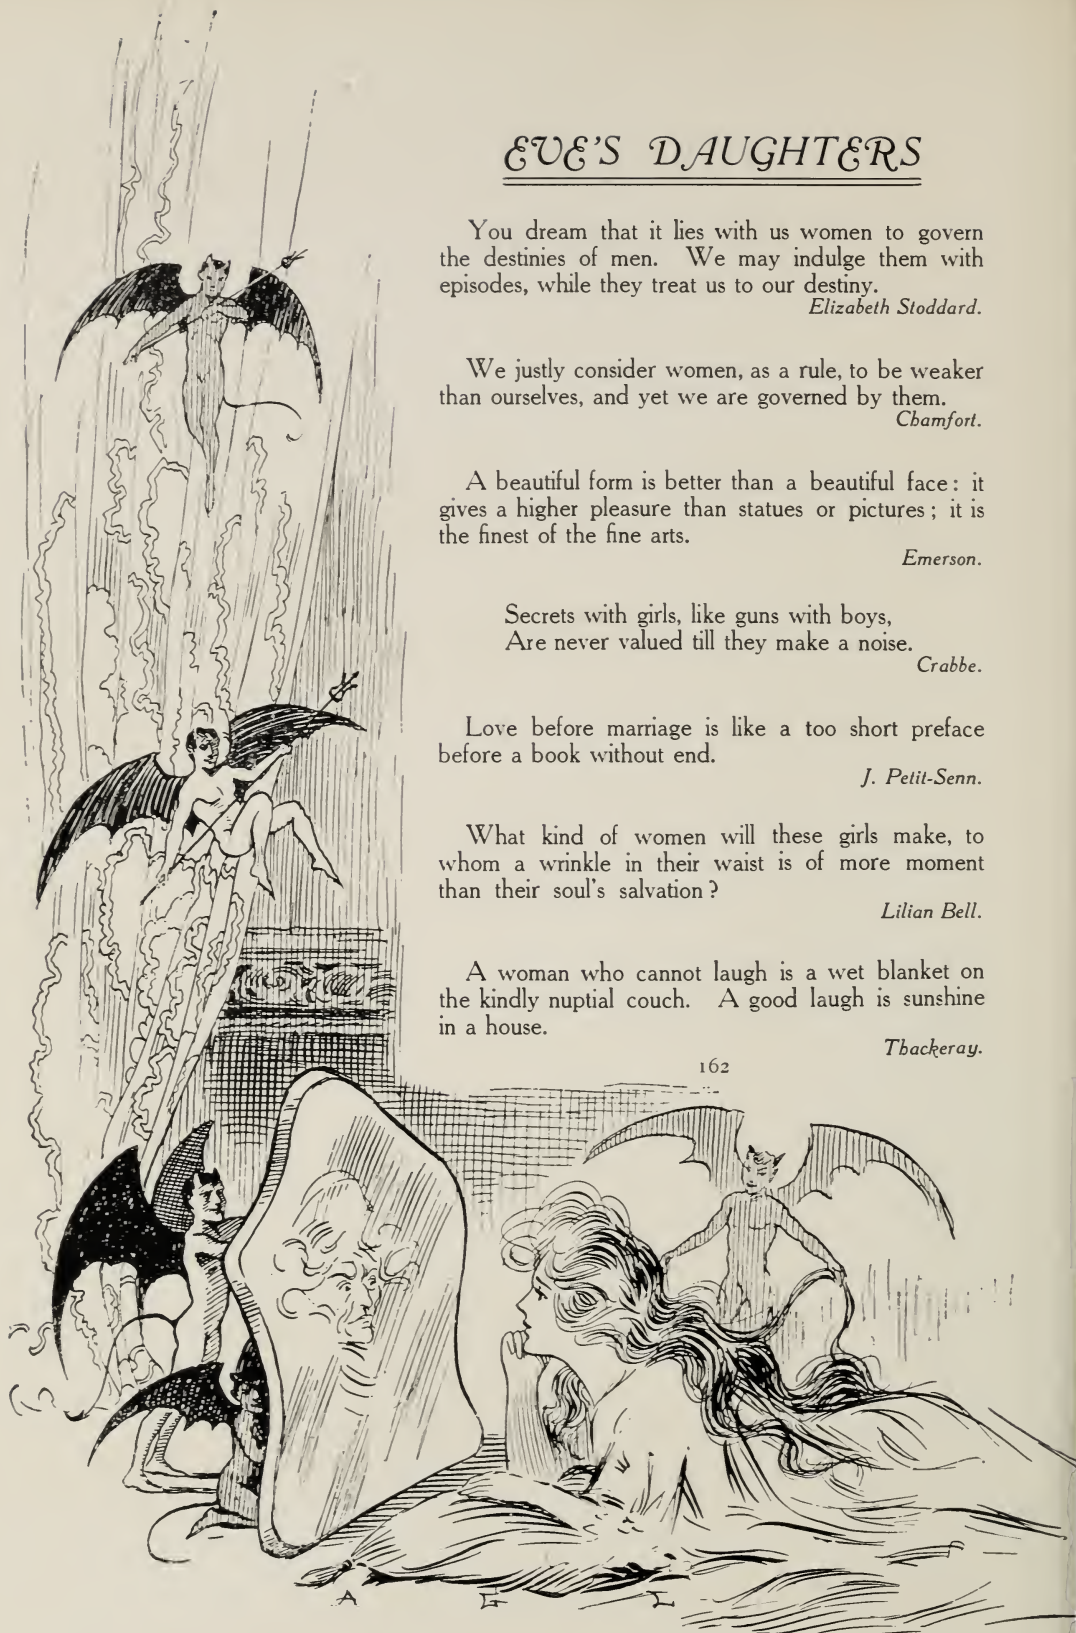 EVE'S DAUGHTERS
You dream that it lies with us women to govern
the destinies of men. We may indulge them with
episodes, while they treat us to our destiny.
Elizabeth Stoddard.
We justly consider women, as a rule, to be weaker
than ourselves, and yet we are governed by them.
Chamfort.
A beautiful form is better than a beautiful face: it
gives a higher pleasure than statues or pictures; it is
the finest of the fine arts.
Emerson.
Secrets with girls, like guns with boys,
Are never valued till they make a noise.
Crabbe.
Love before marriage is like a too short preface
before a book without end.
J. Petit-Senn.
What kind of women will these girls make, to
whom a wrinkle in their waist is of more moment
than their soul's salvation?
Lilian Bell.
A woman who cannot laugh is a wet blanket on
the kindly nuptial couch. A good laugh is sunshine
in a house.
Thackeray.
162
A G L